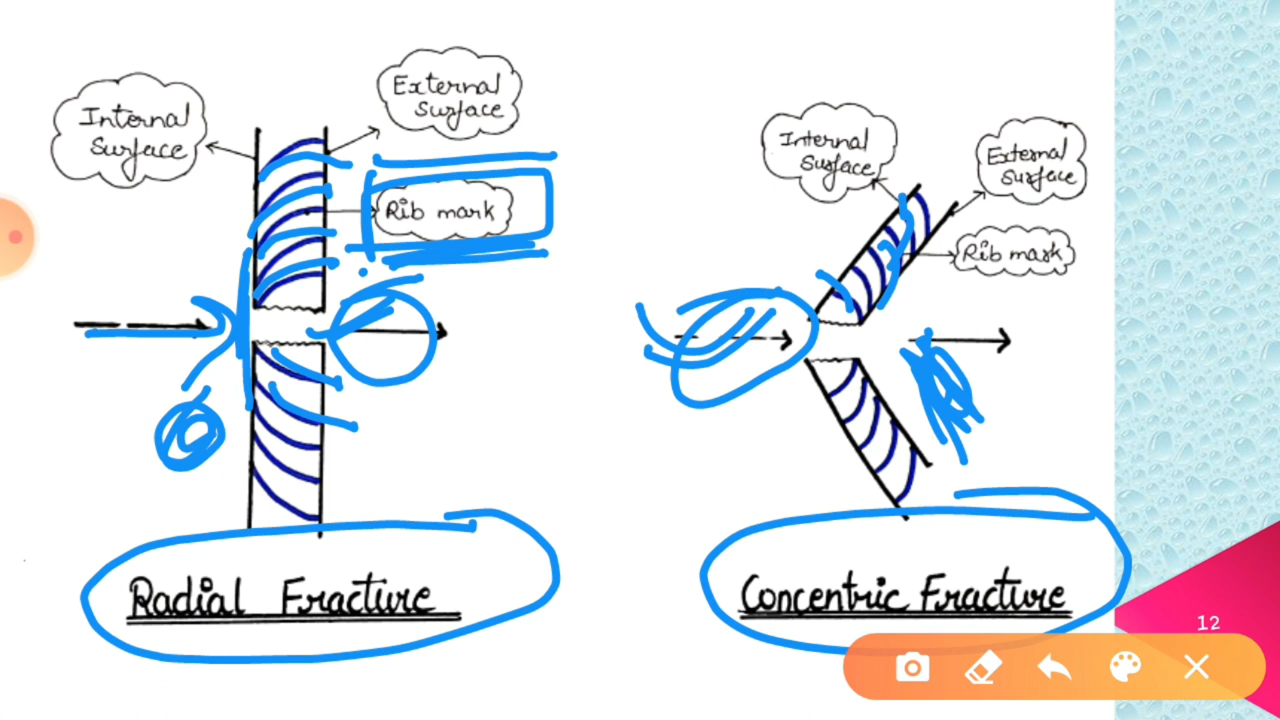 Internal
Surface
External
Surface
Rib mark
Radial Fracture
Internal
Surface
External
Surface
Rib mark
Concentric Fracture
12